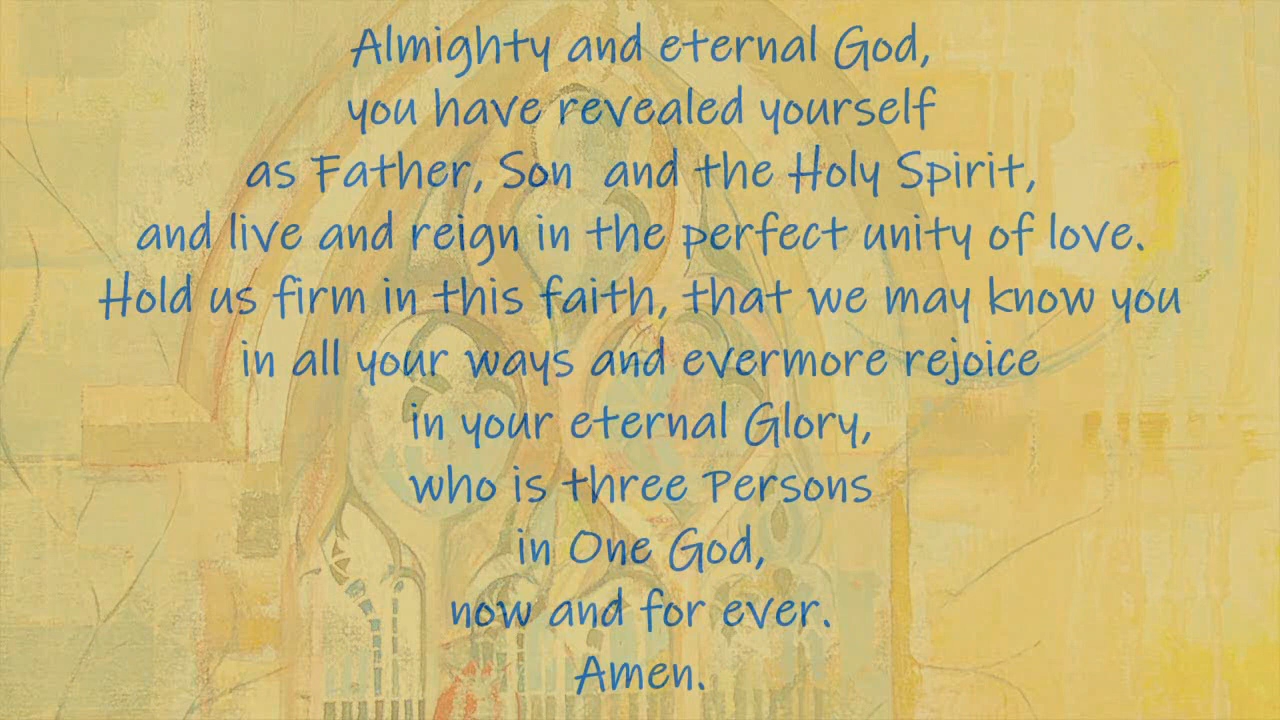 Almighty and eternal God,
you have revealed yourself
as Father, Son and the Holy Spirit,
and live and reign in the perfect unity of love.
Hold us firm in this faith, that we may know you
in all your ways and evermore rejoice
in your eternal Glory,
who is three Persons
in One God,
now and for ever.
Amen.